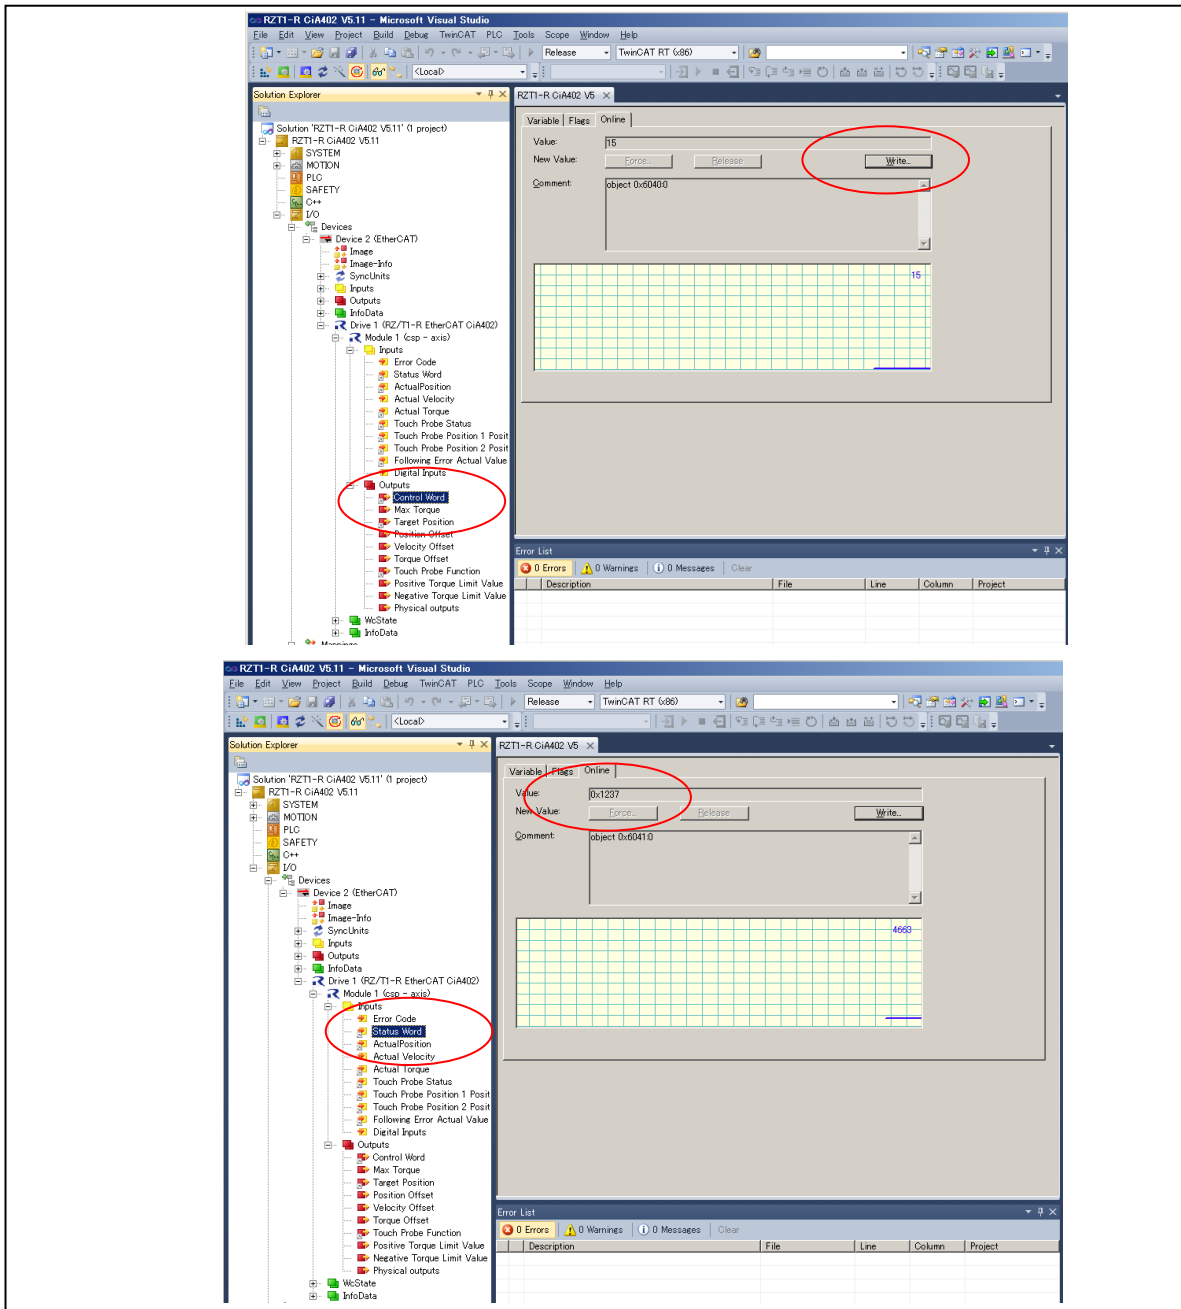 RZT1-R CiA402 V5.11 - Microsoft Visual Studio
File Edit View Project Build Debug TwinCAT PLC Tools Scope Window Help
Release TwinCAT RT (x86)
<Local>
Solution Explorer
RZT1-R CiA402 V5
Solution 'RZT1-R CiA402 V5.11' (1 project)
RZT1-R CiA402 V5.11
SYSTEM
MOTION
PLC
SAFETY
C++
I/O
Devices
Device 2 (EtherCAT)
Image
Image-Info
SyncUnits
Inputs
Outputs
InfoData
Drive 1 (RZ/T1-R EtherCAT CiA402)
Module 1 (csp - axis)
Inputs
Error Code
Status Word
ActualPosition
Actual Velocity
Actual Torque
Touch Probe Status
Touch Probe Position 1 Posit
Touch Probe Position 2 Posit
Following Error Actual Value
Digital Inputs
Outputs
Control Word
Max Torque
Target Position
Position Offset
Velocity Offset
Torque Offset
Touch Probe Function
Positive Torque Limit Value
Negative Torque Limit Value
Physical outputs
WcState
InfoData
Mappings
Variable Flags Online
Value: 15
New Value: Force... Release Write...
Comment: object 0x6040:0
15
Error List
0 Errors 0 Warnings 0 Messages Clear
Description File Line Column Project
RZT1-R CiA402 V5.11 - Microsoft Visual Studio
File Edit View Project Build Debug TwinCAT PLC Tools Scope Window Help
Release TwinCAT RT (x86)
<Local>
Solution Explorer
RZT1-R CiA402 V5
Solution 'RZT1-R CiA402 V5.11' (1 project)
RZT1-R CiA402 V5.11
SYSTEM
MOTION
PLC
SAFETY
C++
I/O
Devices
Device 2 (EtherCAT)
Image
Image-Info
SyncUnits
Inputs
Outputs
InfoData
Drive 1 (RZ/T1-R EtherCAT CiA402)
Module 1 (csp - axis)
Inputs
Error Code
Status Word
ActualPosition
Actual Velocity
Actual Torque
Touch Probe Status
Touch Probe Position 1 Posit
Touch Probe Position 2 Posit
Following Error Actual Value
Digital Inputs
Outputs
Control Word
Max Torque
Target Position
Position Offset
Velocity Offset
Torque Offset
Touch Probe Function
Positive Torque Limit Value
Negative Torque Limit Value
Physical outputs
WcState
InfoData
Variable Flags Online
Value: 0x1237
New Value: Force... Release Write...
Comment: object 0x6041:0
4663
Error List
0 Errors 0 Warnings 0 Messages Clear
Description File Line Column Project